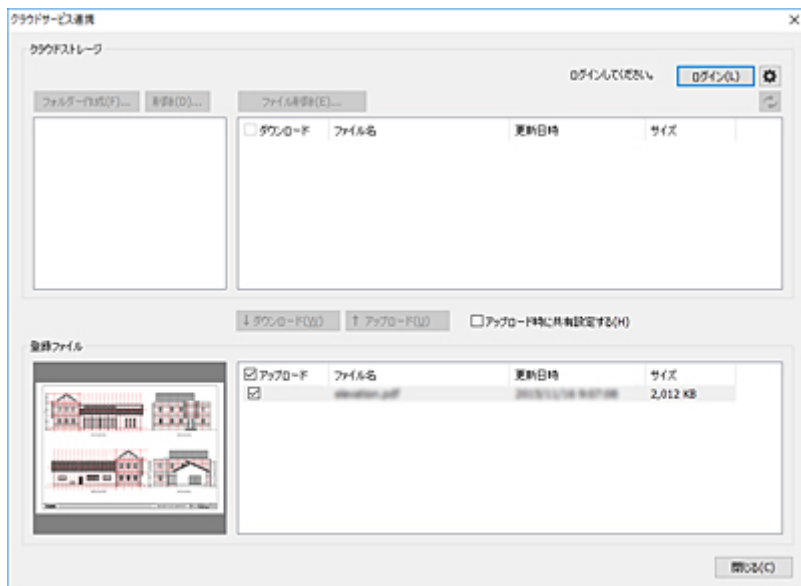 クラウドサービス連携
クラウドストレージ
ログインしてください。 ログイン(L)
フォルダー作成(F)... 削除(D)... ファイル削除(E)...
ダウンロード ファイル名 更新日時 サイズ
↓ダウンロード(W) ↑アップロード(U) アップロード時に共有設定する(H)
登録ファイル
アップロード ファイル名 更新日時 サイズ
elevation.pdf 2,012 KB
閉じる(C)